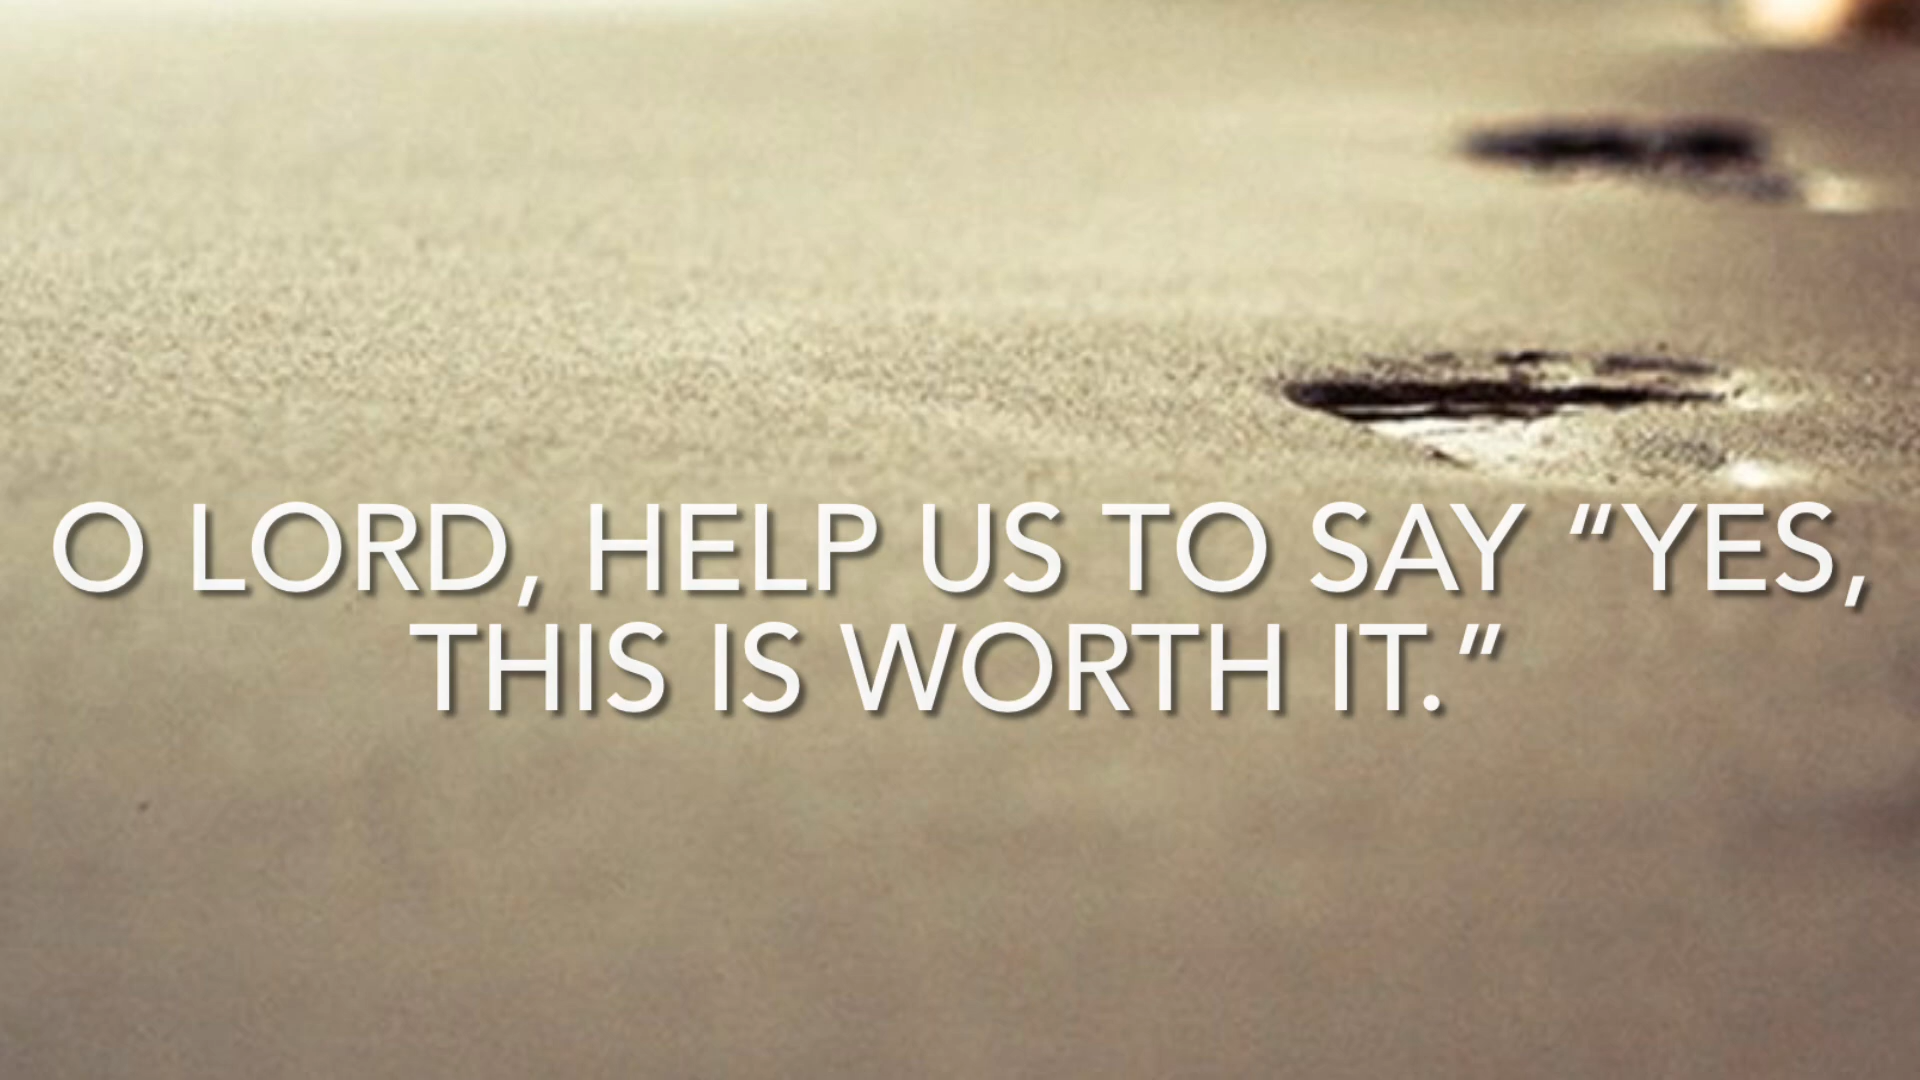 O LORD, HELP US TO SAY “YES,
THIS IS WORTH IT.”